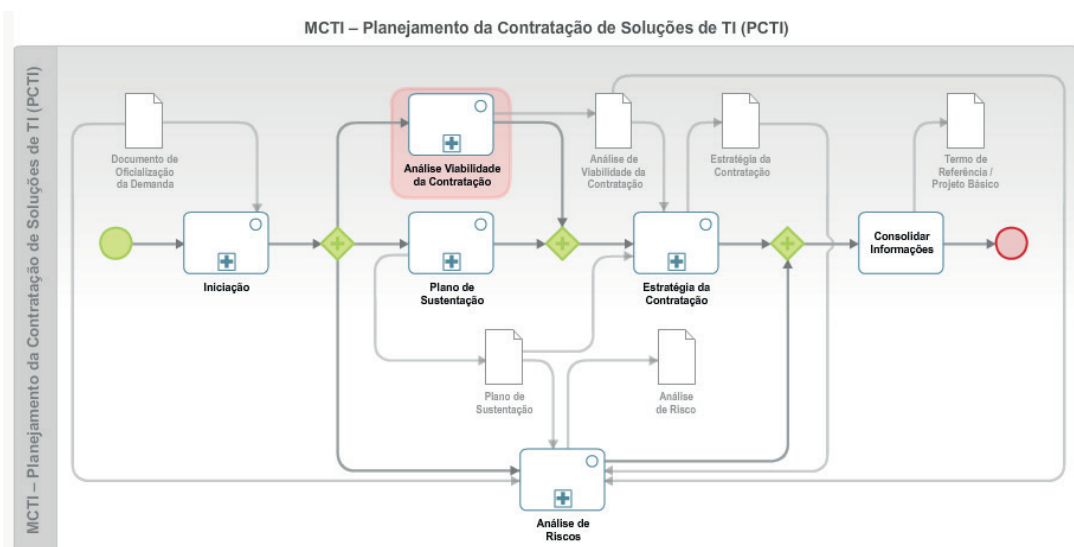 MCTI – Planejamento da Contratação de Soluções de TI (PCTI)
MCTI – Planejamento da Contratação de Soluções de TI (PCTI)
Documento de
Oficialização
da Demanda
Análise Viabilidade
da Contratação
Análise de
Viabilidade da
Contratação
Estratégia da
Contratação
Termo de
Referência /
Projeto Básico
Iniciação
Plano de
Sustentação
Estratégia da
Contratação
Consolidar
Informações
Plano de
Sustentação
Análise
de Risco
Análise de
Riscos